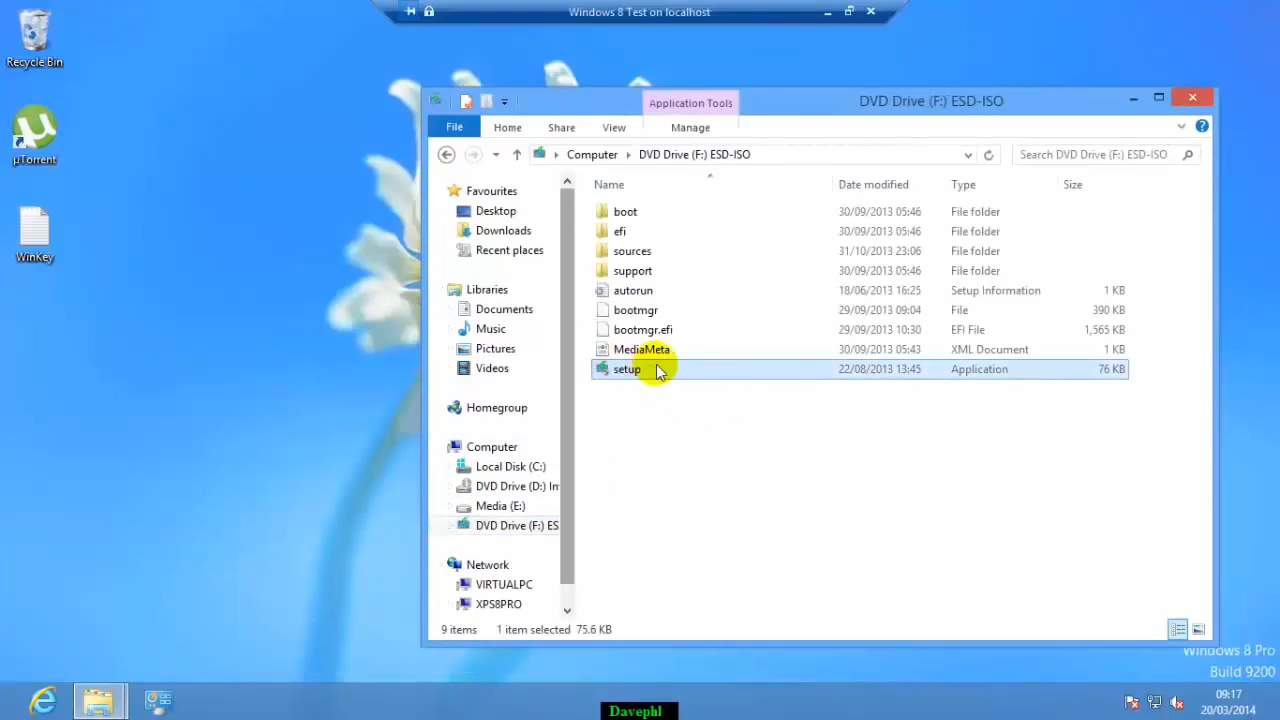 Windows 8 Test on localhost
Recycle Bin
µTorrent
WinKey
Application Tools
DVD Drive (F:) ESD-ISO
File
Home
Share
View
Manage
Computer
DVD Drive (F:) ESD-ISO
Search DVD Drive (F:) ESD-ISO
Favourites
Desktop
Downloads
Recent places
Libraries
Documents
Music
Pictures
Videos
Homegroup
Computer
Local Disk (C:)
DVD Drive (D:) In
Media (E:)
DVD Drive (F:) ES
Network
VIRTUALPC
XPS8PRO
Name Date modified Type Size
boot 30/09/2013 05:46 File folder
efi 30/09/2013 05:46 File folder
sources 31/10/2013 23:06 File folder
support 30/09/2013 05:46 File folder
autorun 18/06/2013 16:25 Setup Information 1 KB
bootmgr 29/09/2013 09:04 File 390 KB
bootmgr.efi 29/09/2013 10:30 EFI File 1,565 KB
MediaMeta 30/09/2013 05:43 XML Document 1 KB
setup 22/08/2013 13:45 Application 76 KB
9 items 1 item selected 75.6 KB
Windows 8 Pro
Build 9200
09:17
20/03/2014
Davephl